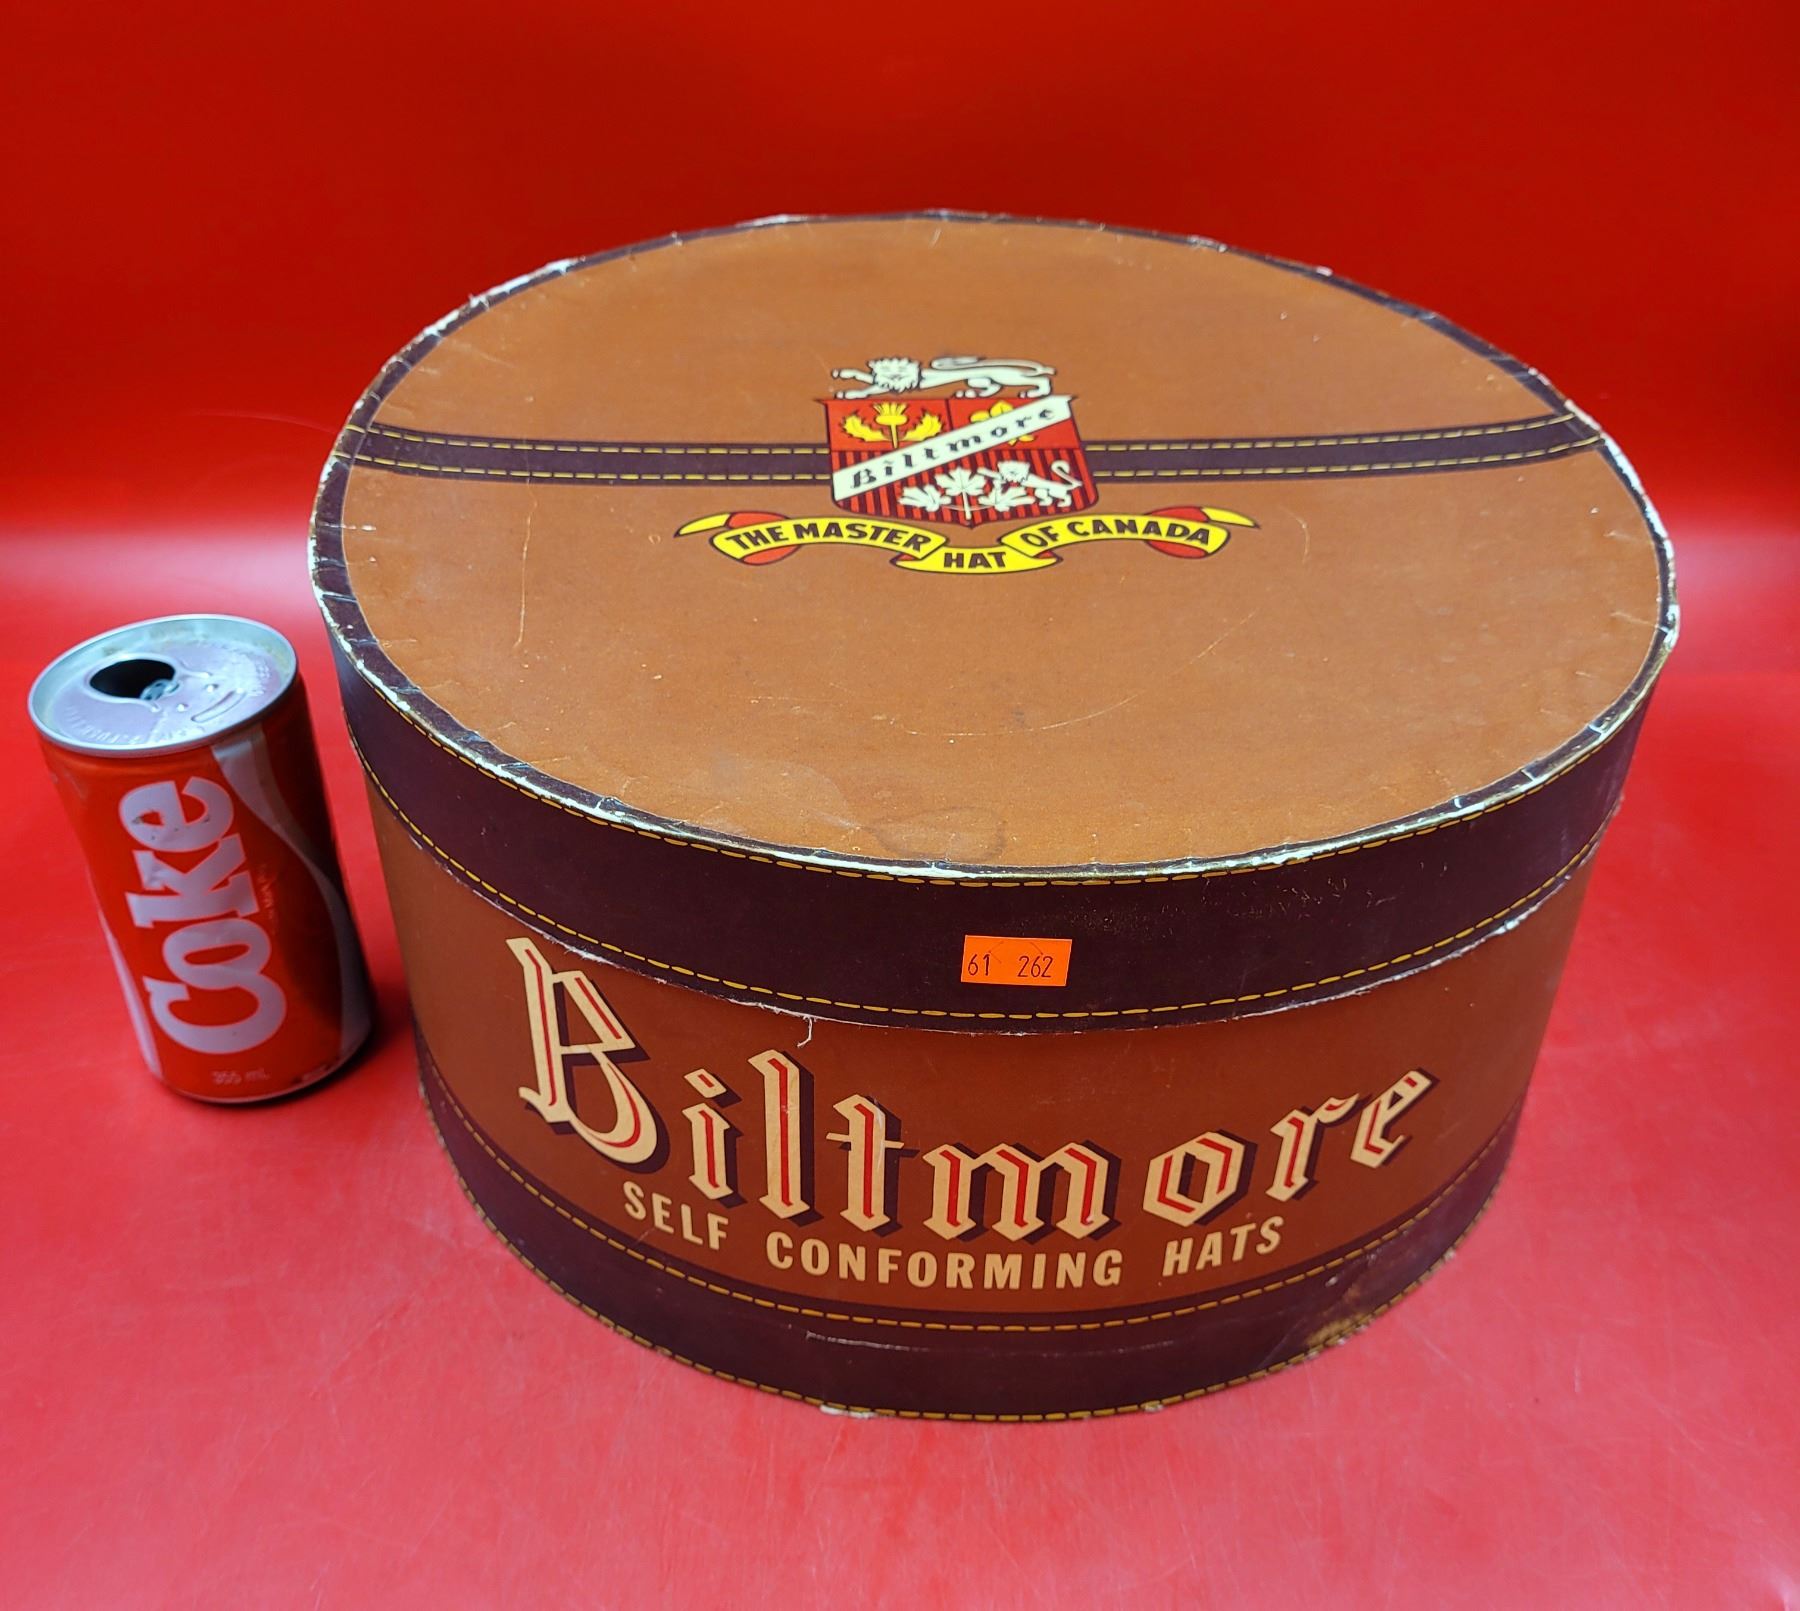 Biltmore
THE MASTER HAT OF CANADA
61 262
Biltmore
SELF CONFORMING HATS
Coke
355 mL